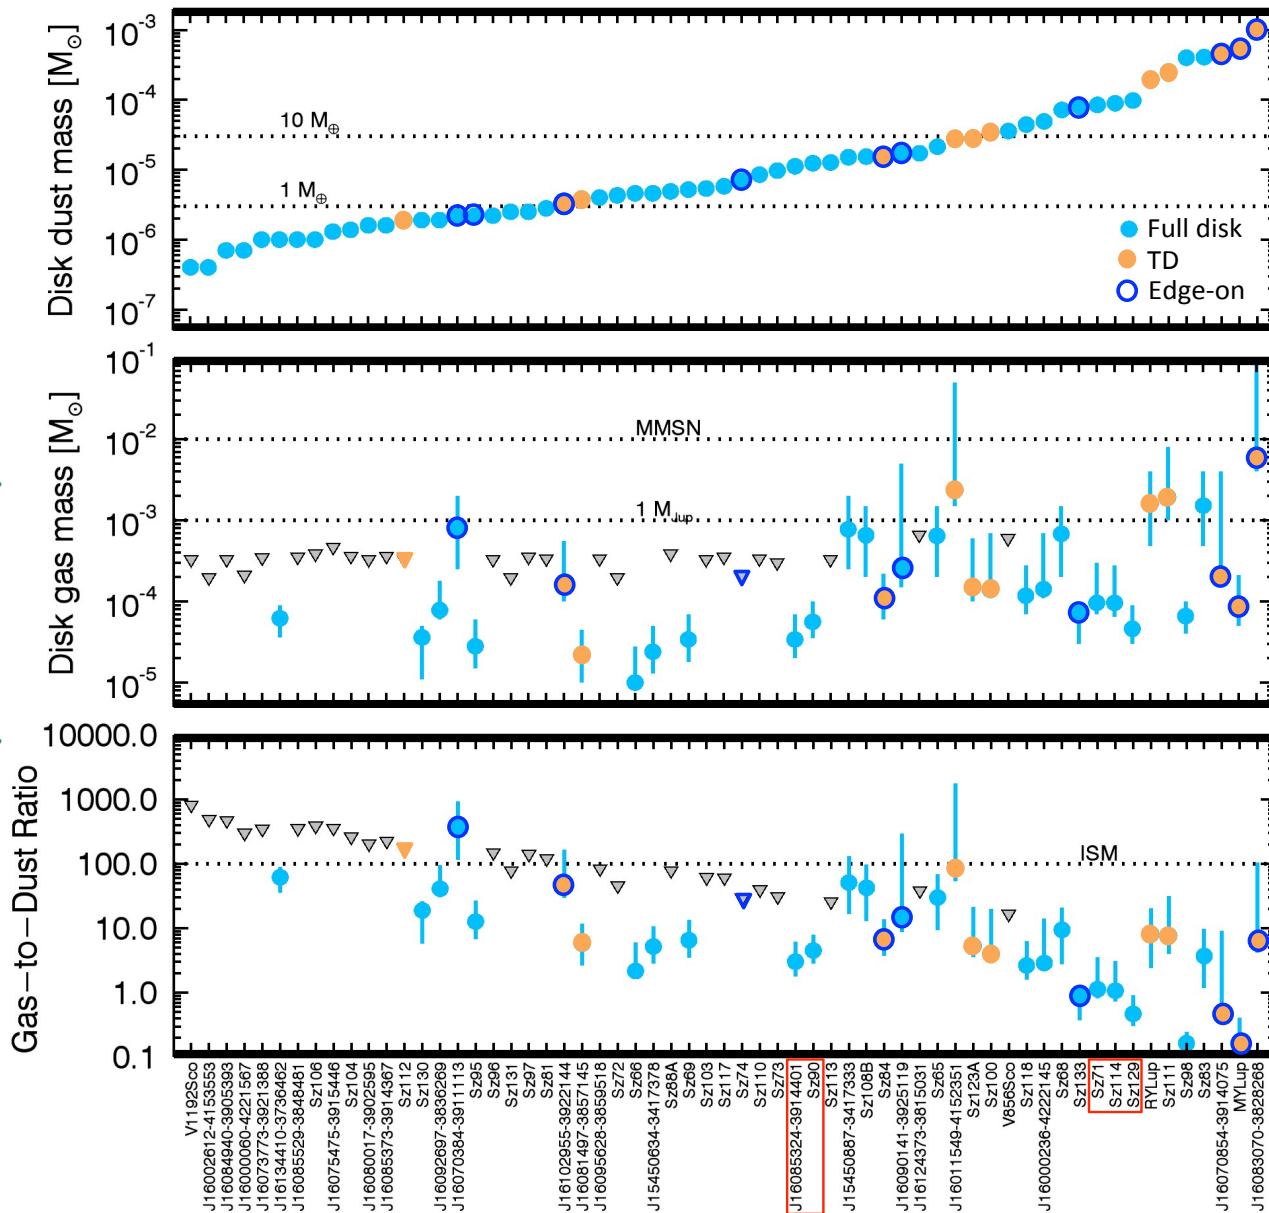 Disk dust mass [M⊙]
10⁻³
10⁻⁴
10⁻⁵
10⁻⁶
10⁻⁷
10 M⊕
1 M⊕
Full disk
TD
Edge-on
Disk gas mass [M⊙]
10⁻¹
10⁻²
10⁻³
10⁻⁴
10⁻⁵
MMSN
1 MJup
Gas-to-Dust Ratio
10000.0
1000.0
100.0
10.0
1.0
0.1
ISM
V1192Sco
J16002612-4153553
J16084940-3905393
J16000060-4221567
J16073773-3921388
J16134410-3736462
J16085529-3848481
Sz106
J16075475-3915446
Sz104
J16080017-3902595
J16085373-3914367
Sz112
Sz130
J16092697-3836269
J16070384-3911113
Sz95
Sz96
Sz131
Sz97
Sz81
J16102955-3922144
J16081497-3857145
J16095628-3859518
Sz72
Sz66
J15450634-3417378
Sz88A
Sz69
Sz103
Sz117
Sz74
Sz110
Sz73
J16085324-3914401
Sz90
Sz113
J15450887-3417333
Sz108B
Sz84
J16090141-3925119
J16124373-3815031
Sz65
J16011549-4152351
Sz123A
Sz100
V856Sco
Sz118
J16000236-4222145
Sz68
Sz133
Sz71
Sz114
Sz129
RYLup
Sz111
Sz98
Sz83
J16070854-3914075
MYLup
J16083070-3828268